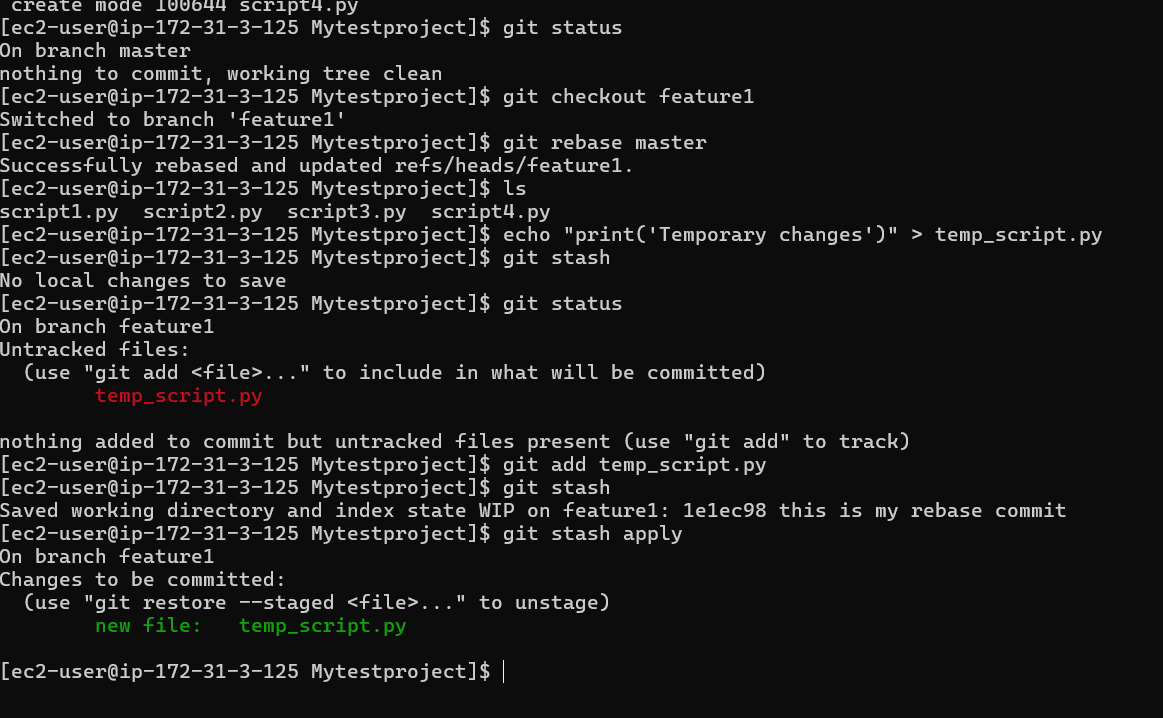 create mode 100644 script4.py
[ec2-user@ip-172-31-3-125 Mytestproject]$ git status
On branch master
nothing to commit, working tree clean
[ec2-user@ip-172-31-3-125 Mytestproject]$ git checkout feature1
Switched to branch 'feature1'
[ec2-user@ip-172-31-3-125 Mytestproject]$ git rebase master
Successfully rebased and updated refs/heads/feature1.
[ec2-user@ip-172-31-3-125 Mytestproject]$ ls
script1.py  script2.py  script3.py  script4.py
[ec2-user@ip-172-31-3-125 Mytestproject]$ echo "print('Temporary changes')" > temp_script.py
[ec2-user@ip-172-31-3-125 Mytestproject]$ git stash
No local changes to save
[ec2-user@ip-172-31-3-125 Mytestproject]$ git status
On branch feature1
Untracked files:
  (use "git add <file>..." to include in what will be committed)
        temp_script.py

nothing added to commit but untracked files present (use "git add" to track)
[ec2-user@ip-172-31-3-125 Mytestproject]$ git add temp_script.py
[ec2-user@ip-172-31-3-125 Mytestproject]$ git stash
Saved working directory and index state WIP on feature1: 1e1ec98 this is my rebase commit
[ec2-user@ip-172-31-3-125 Mytestproject]$ git stash apply
On branch feature1
Changes to be committed:
  (use "git restore --staged <file>..." to unstage)
        new file:   temp_script.py

[ec2-user@ip-172-31-3-125 Mytestproject]$